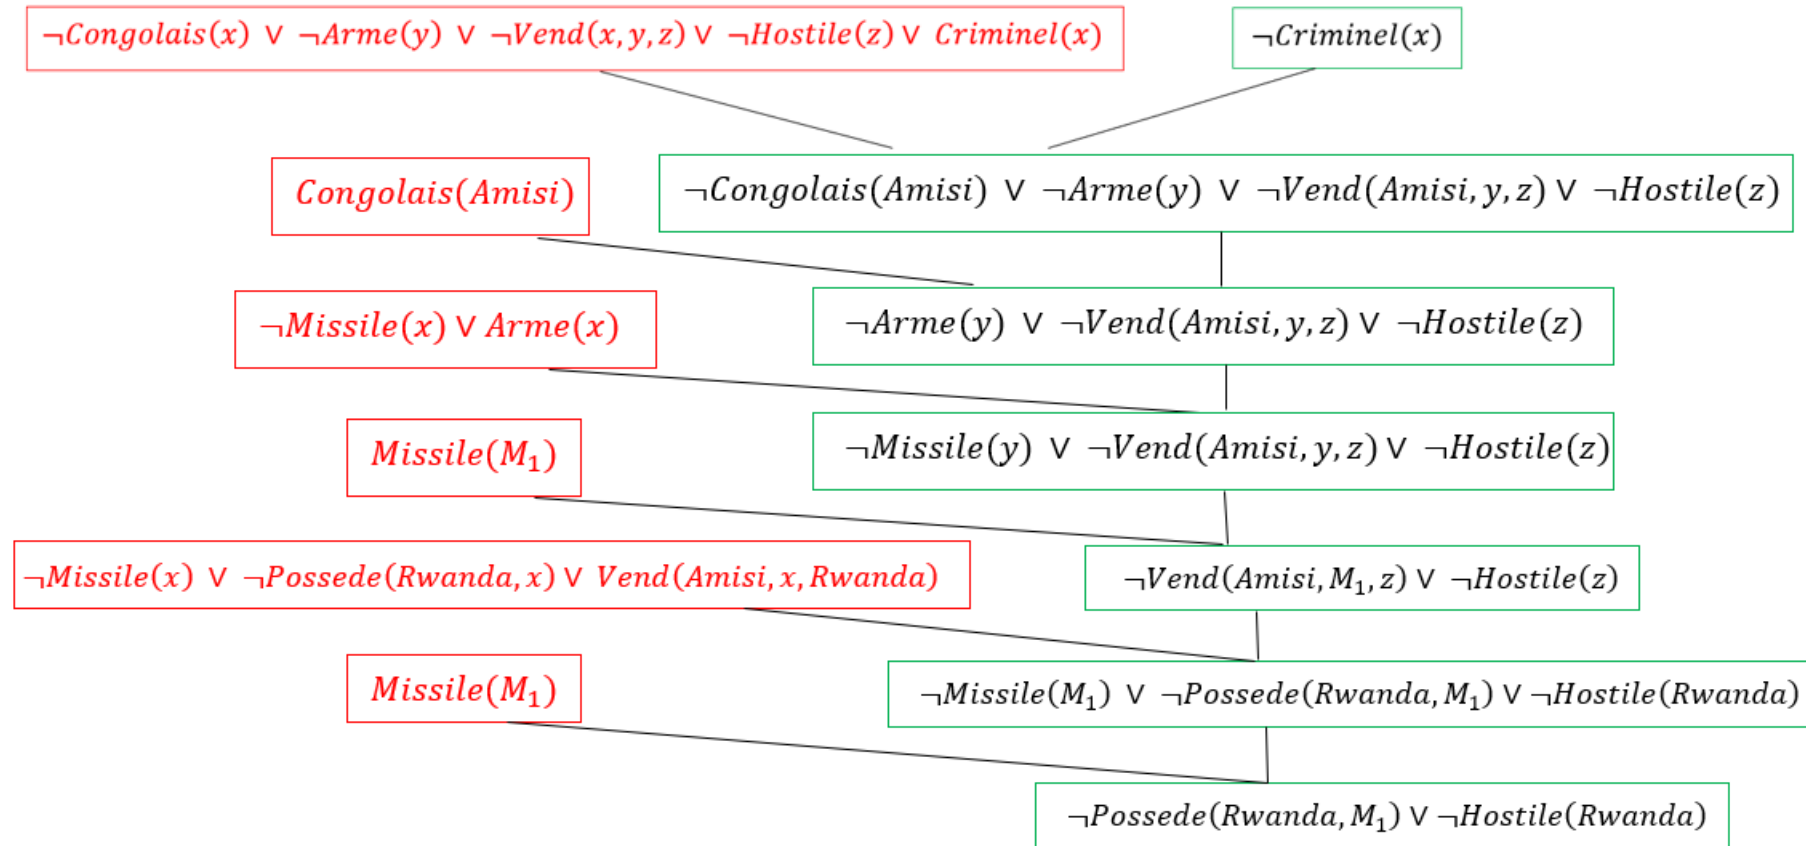 ¬Congolais(x) ∨ ¬Arme(y) ∨ ¬Vend(x,y,z) ∨ ¬Hostile(z) ∨ Criminel(x)
¬Criminel(x)
Congolais(Amisi)
¬Congolais(Amisi) ∨ ¬Arme(y) ∨ ¬Vend(Amisi,y,z) ∨ ¬Hostile(z)
¬Missile(x) ∨ Arme(x)
¬Arme(y) ∨ ¬Vend(Amisi,y,z) ∨ ¬Hostile(z)
Missile(M₁)
¬Missile(y) ∨ ¬Vend(Amisi,y,z) ∨ ¬Hostile(z)
¬Missile(x) ∨ ¬Possede(Rwanda,x) ∨ Vend(Amisi,x,Rwanda)
¬Vend(Amisi,M₁,z) ∨ ¬Hostile(z)
Missile(M₁)
¬Missile(M₁) ∨ ¬Possede(Rwanda,M₁) ∨ ¬Hostile(Rwanda)
¬Possede(Rwanda,M₁) ∨ ¬Hostile(Rwanda)